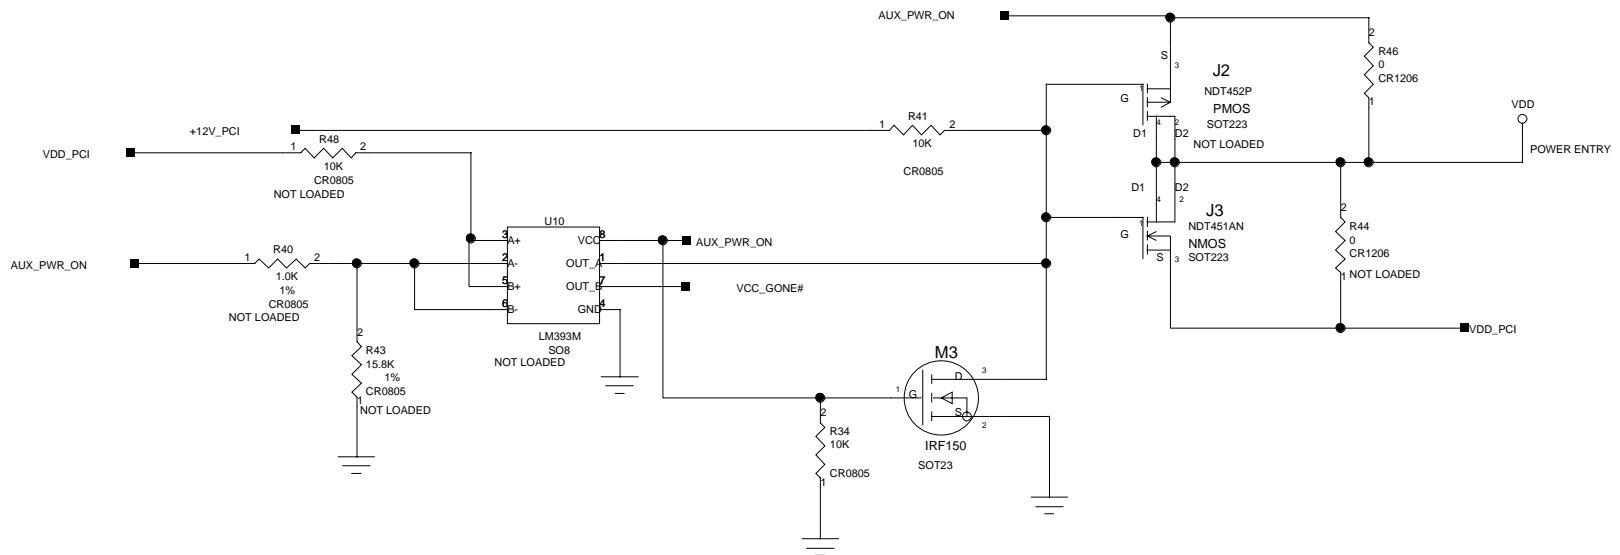 AUX_PWR_ON
2
R46
0
CR1206
1
S
3
J2
NDT452P
PMOS
SOT223
NOT LOADED
1
G
4
2
D1
D2
VDD
POWER ENTRY
+12V_PCI
1
R41
2
10K
CR0805
VDD_PCI
1
R48
2
10K
CR0805
NOT LOADED
D1
D2
4
2
J3
NDT451AN
NMOS
SOT223
1
G
S
3
2
R44
0
CR1206
1
NOT LOADED
VDD_PCI
U10
3
A+
2
A-
5
B+
6
B-
VCC
8
OUT_A
1
OUT_B
7
GND
4
LM393M
SO8
NOT LOADED
AUX_PWR_ON
VCC_GONE#
AUX_PWR_ON
1
R40
2
1.0K
1%
CR0805
NOT LOADED
2
R43
15.8K
1%
CR0805
1
NOT LOADED
M3
1
G
D
3
S
2
IRF150
SOT23
2
R34
10K
CR0805
1